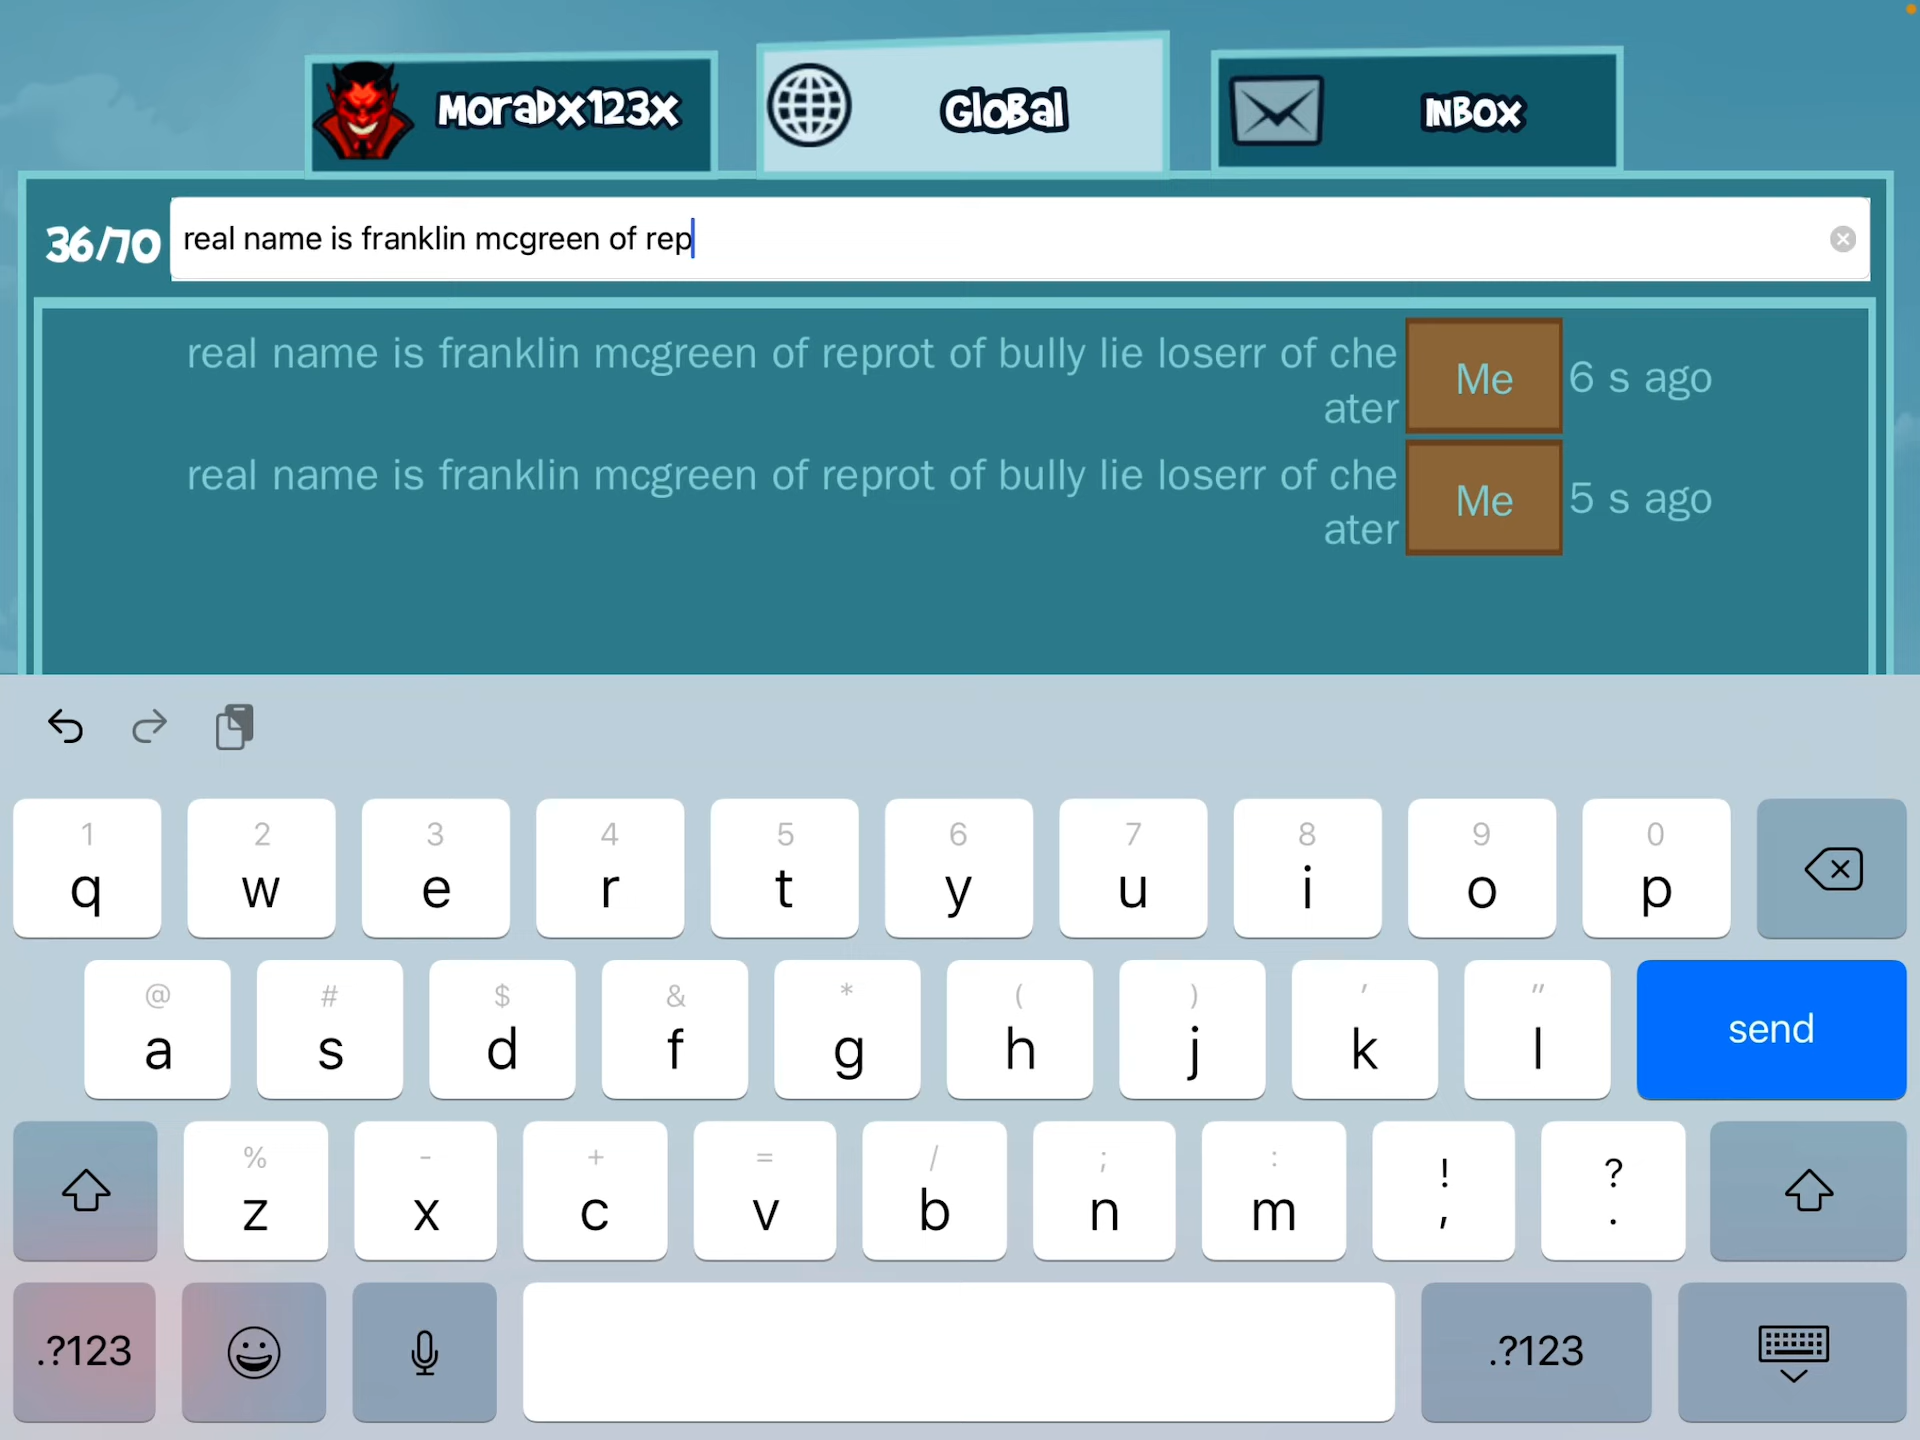 MoraDx123x
Global
INBOX
36/70
real name is franklin mcgreen of rep
real name is franklin mcgreen of reprot of bully lie loserr of che
ater
Me
6 s ago
real name is franklin mcgreen of reprot of bully lie loserr of che
ater
Me
5 s ago
1 2 3 4 5 6 7 8 9 0
q w e r t y u i o p
@ # $ & * ( ) ' "
a s d f g h j k l send
% - + = / ; : ! ?
z x c v b n m , .
.?123 .?123